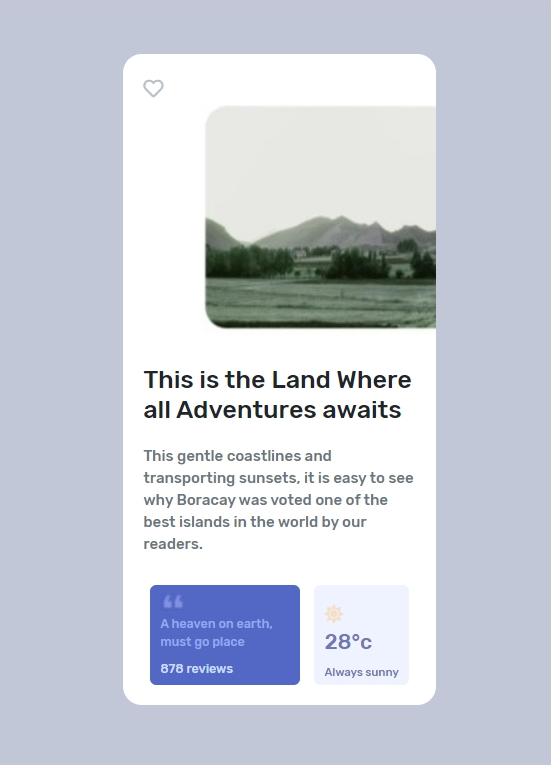 This is the Land Where
all Adventures awaits
This gentle coastlines and
transporting sunsets, it is easy to see
why Boracay was voted one of the
best islands in the world by our
readers.
“
A heaven on earth,
must go place
878 reviews
28°c
Always sunny